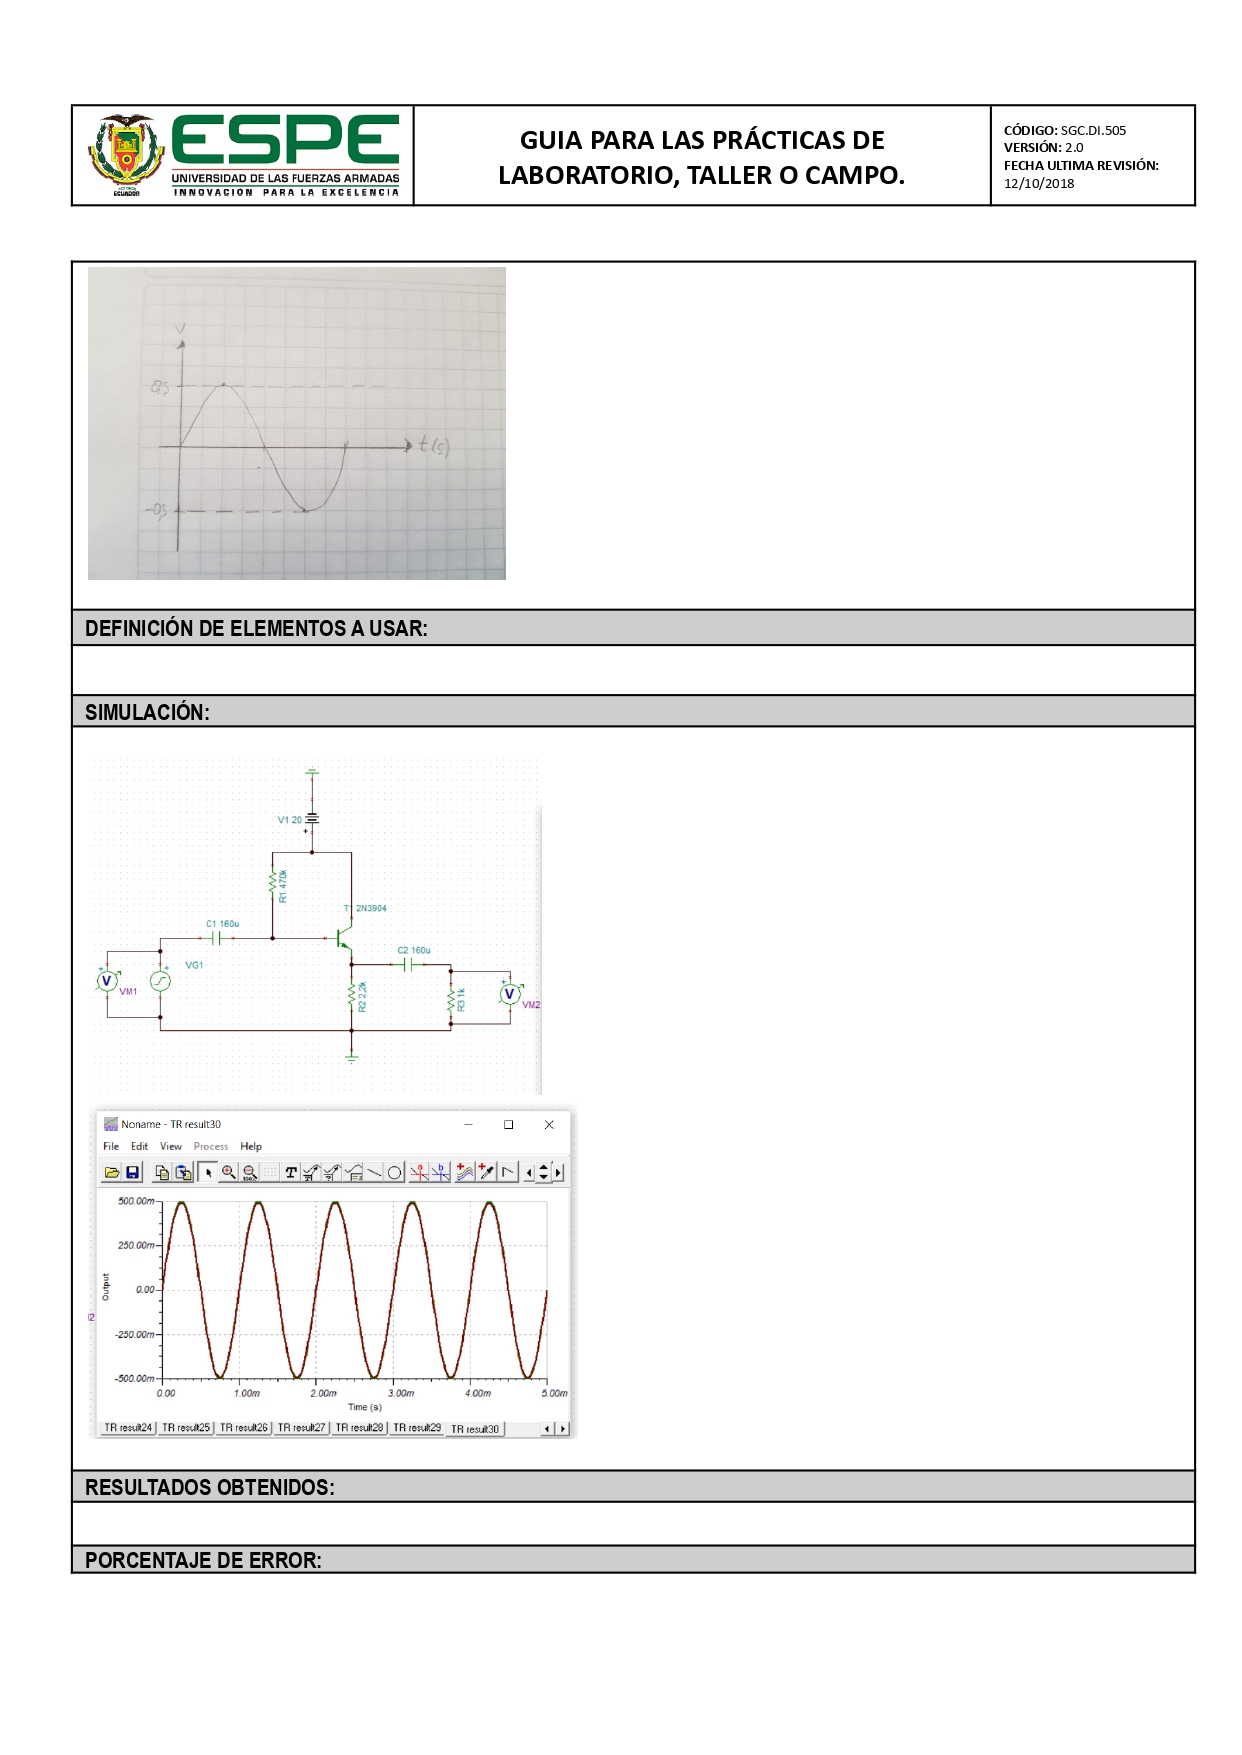 ESPE
UNIVERSIDAD DE LAS FUERZAS ARMADAS
INNOVACION PARA LA EXCELENCIA
ECUADOR
GUIA PARA LAS PRÁCTICAS DE
LABORATORIO, TALLER O CAMPO.
CÓDIGO: SGC.DI.505
VERSIÓN: 2.0
FECHA ULTIMA REVISIÓN:
12/10/2018
V
0,5
t(s)
-0,5
DEFINICIÓN DE ELEMENTOS A USAR:
SIMULACIÓN:
V1 20
+
R1 470k
T1 2N3904
C1 160u
C2 160u
+
V
VM1
+
VG1
R2 2,2k
R3 1k
+
V
VM2
Noname - TR result30
File Edit View Process Help
T
a
b
100%
500.00m
250.00m
0.00
-250.00m
-500.00m
Output
0.00 1.00m 2.00m 3.00m 4.00m 5.00m
Time (s)
TR result24 TR result25 TR result26 TR result27 TR result28 TR result29 TR result30
RESULTADOS OBTENIDOS:
PORCENTAJE DE ERROR: